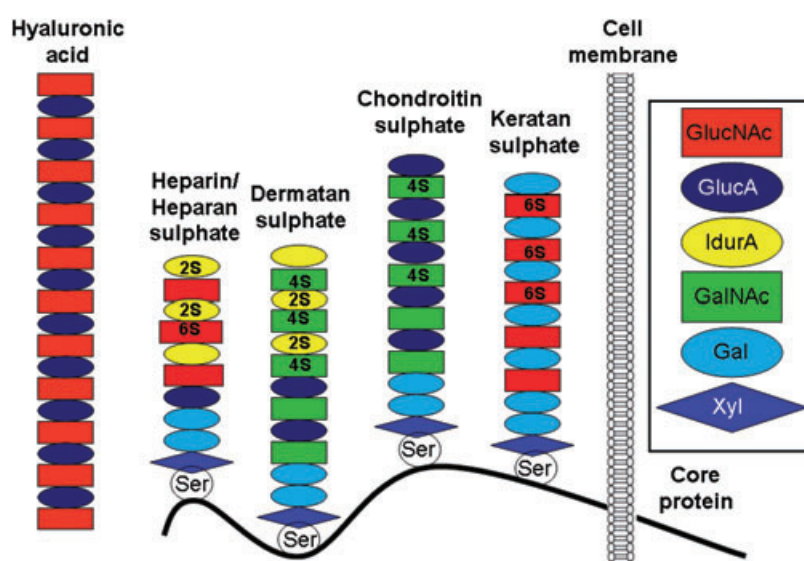 Hyaluronic
acid
Heparin/
Heparan
sulphate
2S
2S
6S
Ser
Dermatan
sulphate
4S
2S
4S
2S
4S
Ser
Chondroitin
sulphate
4S
4S
4S
Ser
Keratan
sulphate
6S
6S
6S
Ser
Cell
membrane
GlucNAc
GlucA
IdurA
GalNAc
Gal
Xyl
Core
protein